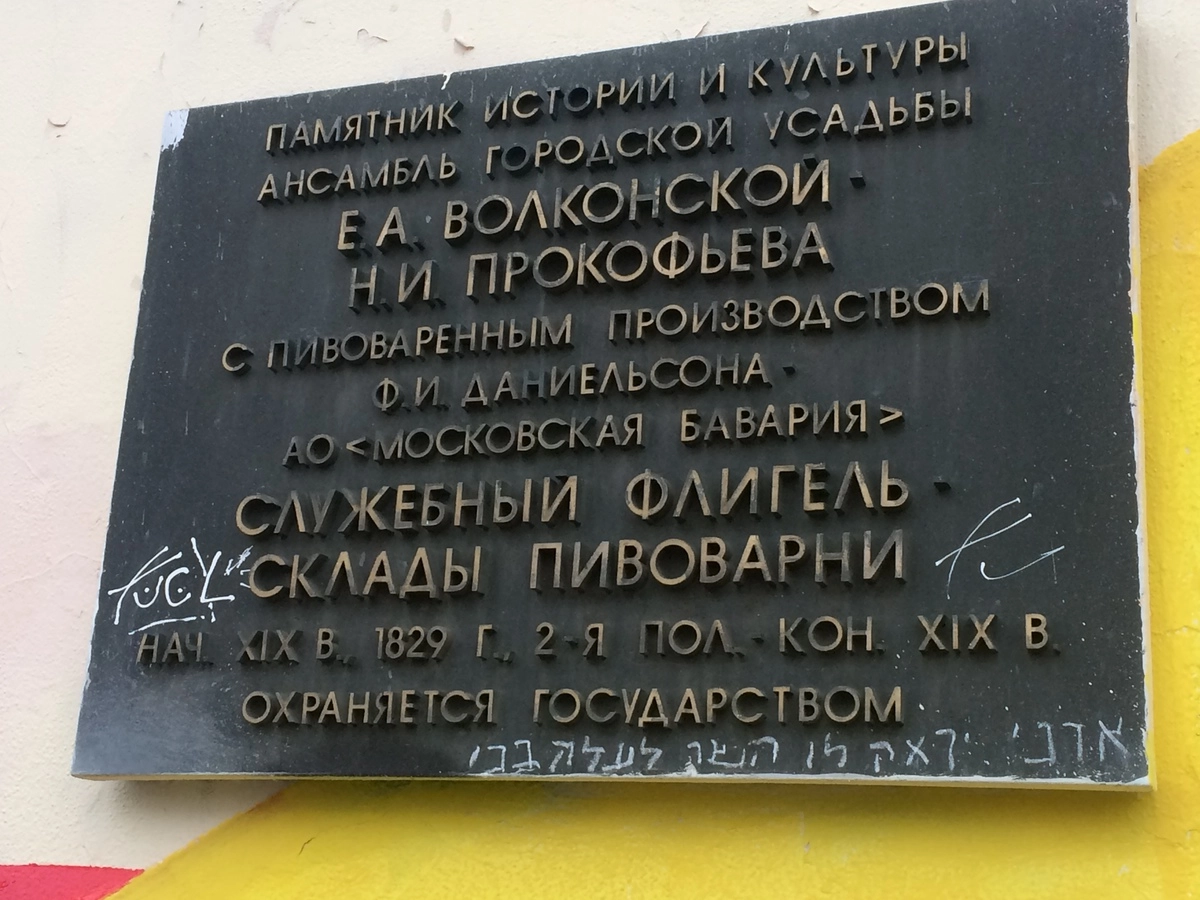 ПАМЯТНИК ИСТОРИИ И КУЛЬТУРЫ
АНСАМБЛЬ ГОРОДСКОЙ УСАДЬБЫ
Е.А. ВОЛКОНСКОЙ -
Н.И. ПРОКОФЬЕВА
С ПИВОВАРЕННЫМ ПРОИЗВОДСТВОМ
Ф.И. ДАНИЕЛЬСОНА -
АО <МОСКОВСКАЯ БАВАРИЯ>
СЛУЖЕБНЫЙ ФЛИГЕЛЬ -
СКЛАДЫ ПИВОВАРНИ
НАЧ. XIX В., 1829 Г., 2-Я ПОЛ.- КОН. XIX В.
ОХРАНЯЕТСЯ ГОСУДАРСТВОМ